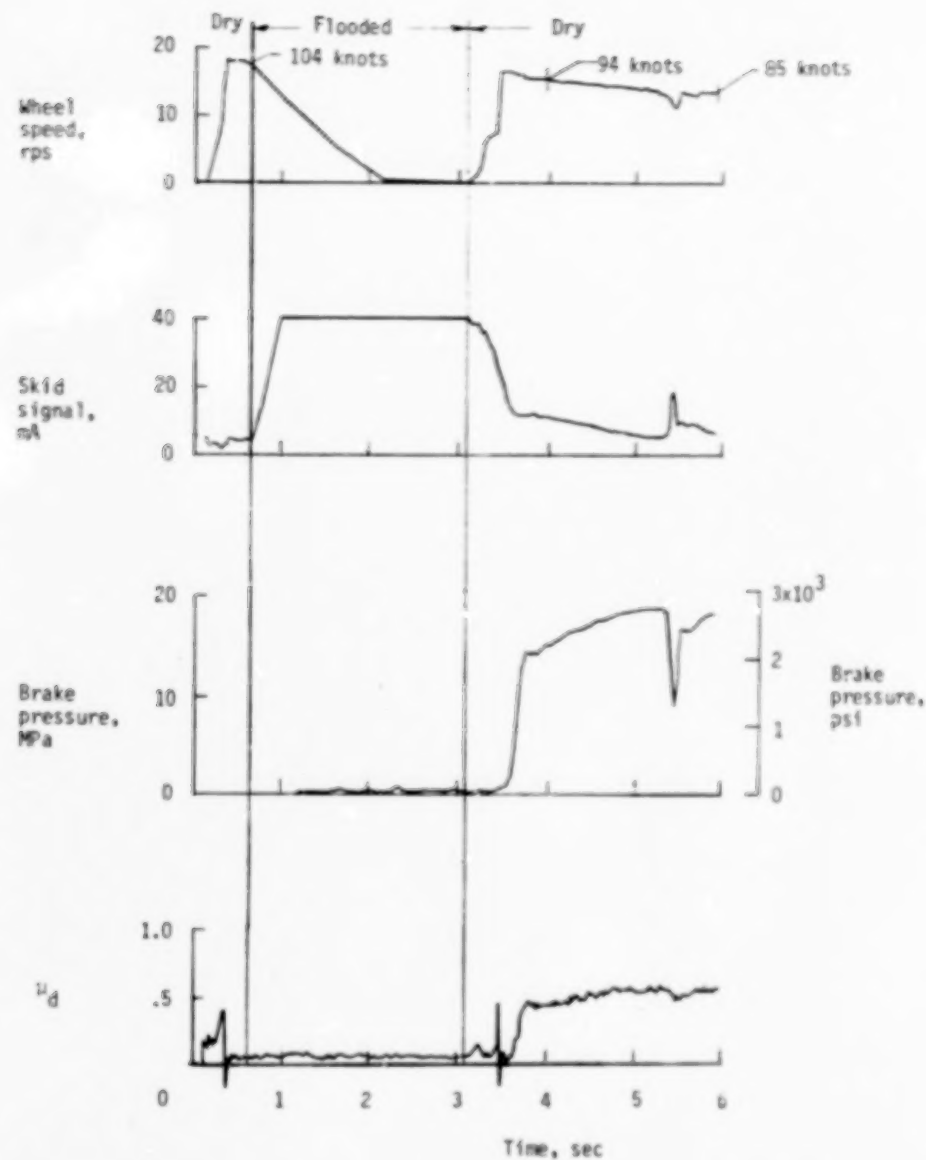 Dry Flooded Dry
20
104 knots
94 knots
85 knots
Wheel
speed,
rps
10
0
40
Skid
signal,
mA
20
0
20
3x10³
2
Brake
pressure,
MPa
10
Brake
pressure,
psi
1
0
0
1.0
μd
.5
0 1 2 3 4 5 6
Time, sec